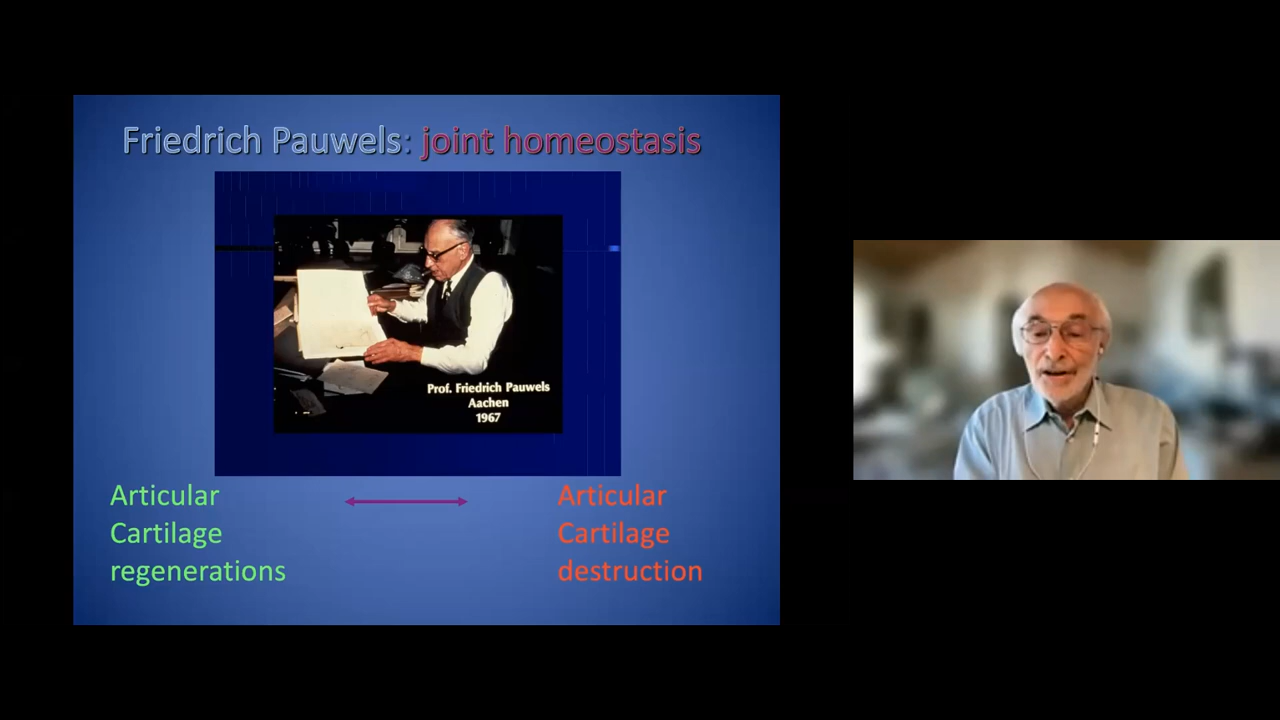 Friedrich Pauwels: joint homeostasis
Prof. Friedrich Pauwels
Aachen
1967
Articular
Cartilage
regenerations
Articular
Cartilage
destruction